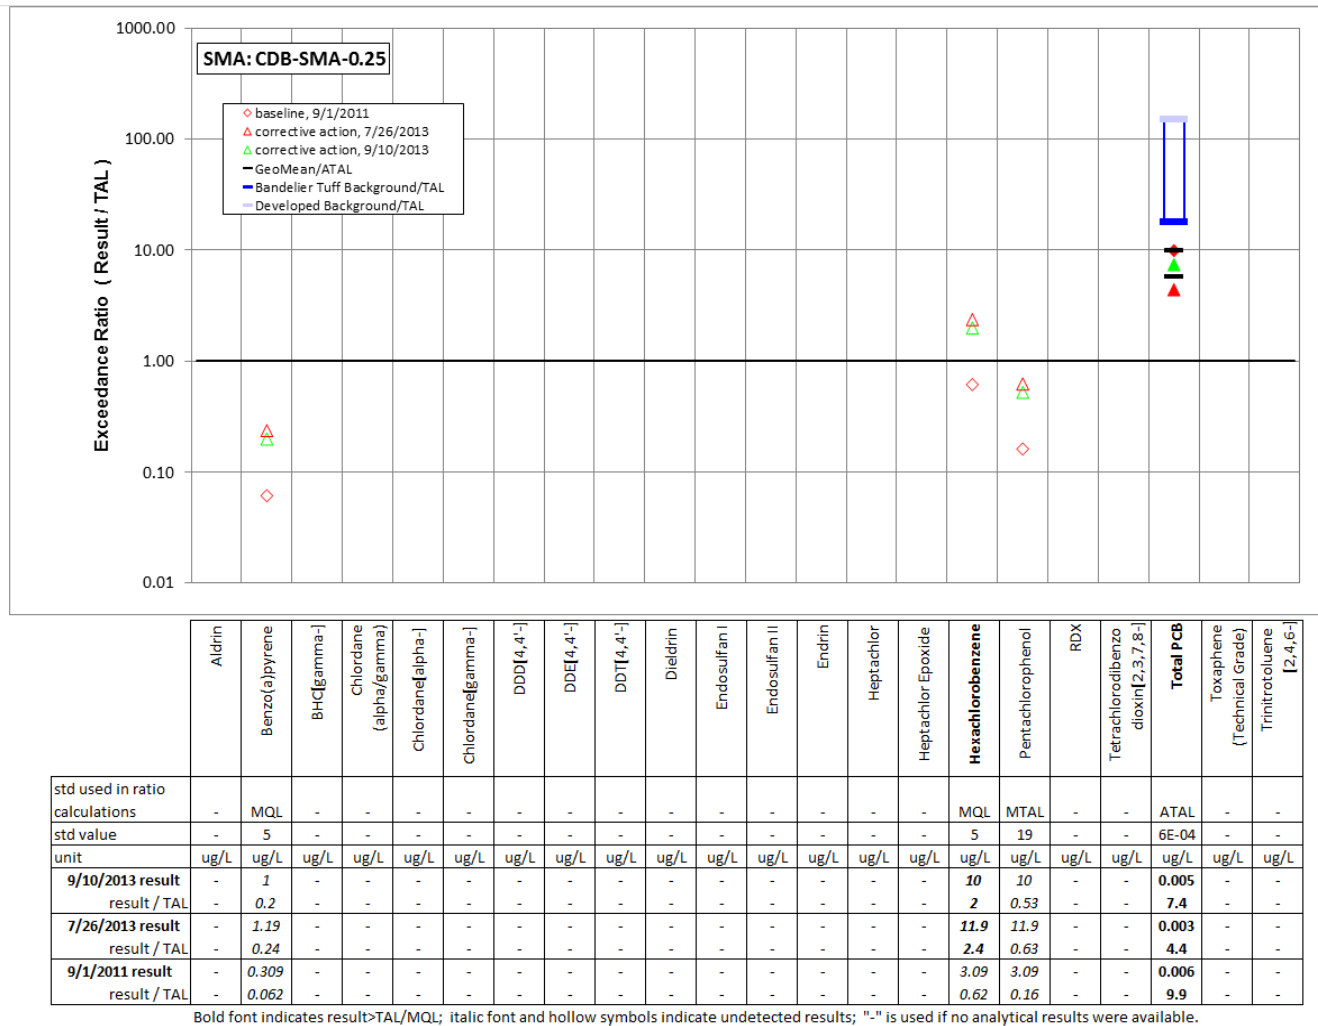 1000.00
SMA: CDB-SMA-0.25
baseline, 9/1/2011
corrective action, 7/26/2013
corrective action, 9/10/2013
GeoMean/ATAL
Bandelier Tuff Background/TAL
Developed Background/TAL
100.00
10.00
1.00
0.10
0.01
Exceedance Ratio ( Result / TAL )
Aldrin
Benzo(a)pyrene
BHC[gamma-]
Chlordane
(alpha/gamma)
Chlordane[alpha-]
Chlordane[gamma-]
DDD[4,4'-]
DDE[4,4'-]
DDT[4,4'-]
Dieldrin
Endosulfan I
Endosulfan II
Endrin
Heptachlor
Heptachlor Epoxide
Hexachlorobenzene
Pentachlorophenol
RDX
Tetrachlorodibenzo
dioxin[2,3,7,8-]
Total PCB
Toxaphene
(Technical Grade)
Trinitrotoluene
[2,4,6-]
std used in ratio
calculations - MQL - - - - - - - - - - - - - MQL MTAL - - ATAL - -
std value - 5 - - - - - - - - - - - - - 5 19 - - 6E-04 - -
unit ug/L ug/L ug/L ug/L ug/L ug/L ug/L ug/L ug/L ug/L ug/L ug/L ug/L ug/L ug/L ug/L ug/L ug/L ug/L ug/L ug/L ug/L
9/10/2013 result - 1 - - - - - - - - - - - - - 10 10 - - 0.005 - -
result / TAL - 0.2 - - - - - - - - - - - - - 2 0.53 - - 7.4 - -
7/26/2013 result - 1.19 - - - - - - - - - - - - - 11.9 11.9 - - 0.003 - -
result / TAL - 0.24 - - - - - - - - - - - - - 2.4 0.63 - - 4.4 - -
9/1/2011 result - 0.309 - - - - - - - - - - - - - 3.09 3.09 - - 0.006 - -
result / TAL - 0.062 - - - - - - - - - - - - - 0.62 0.16 - - 9.9 - -
Bold font indicates result>TAL/MQL; italic font and hollow symbols indicate undetected results; "-" is used if no analytical results were available.